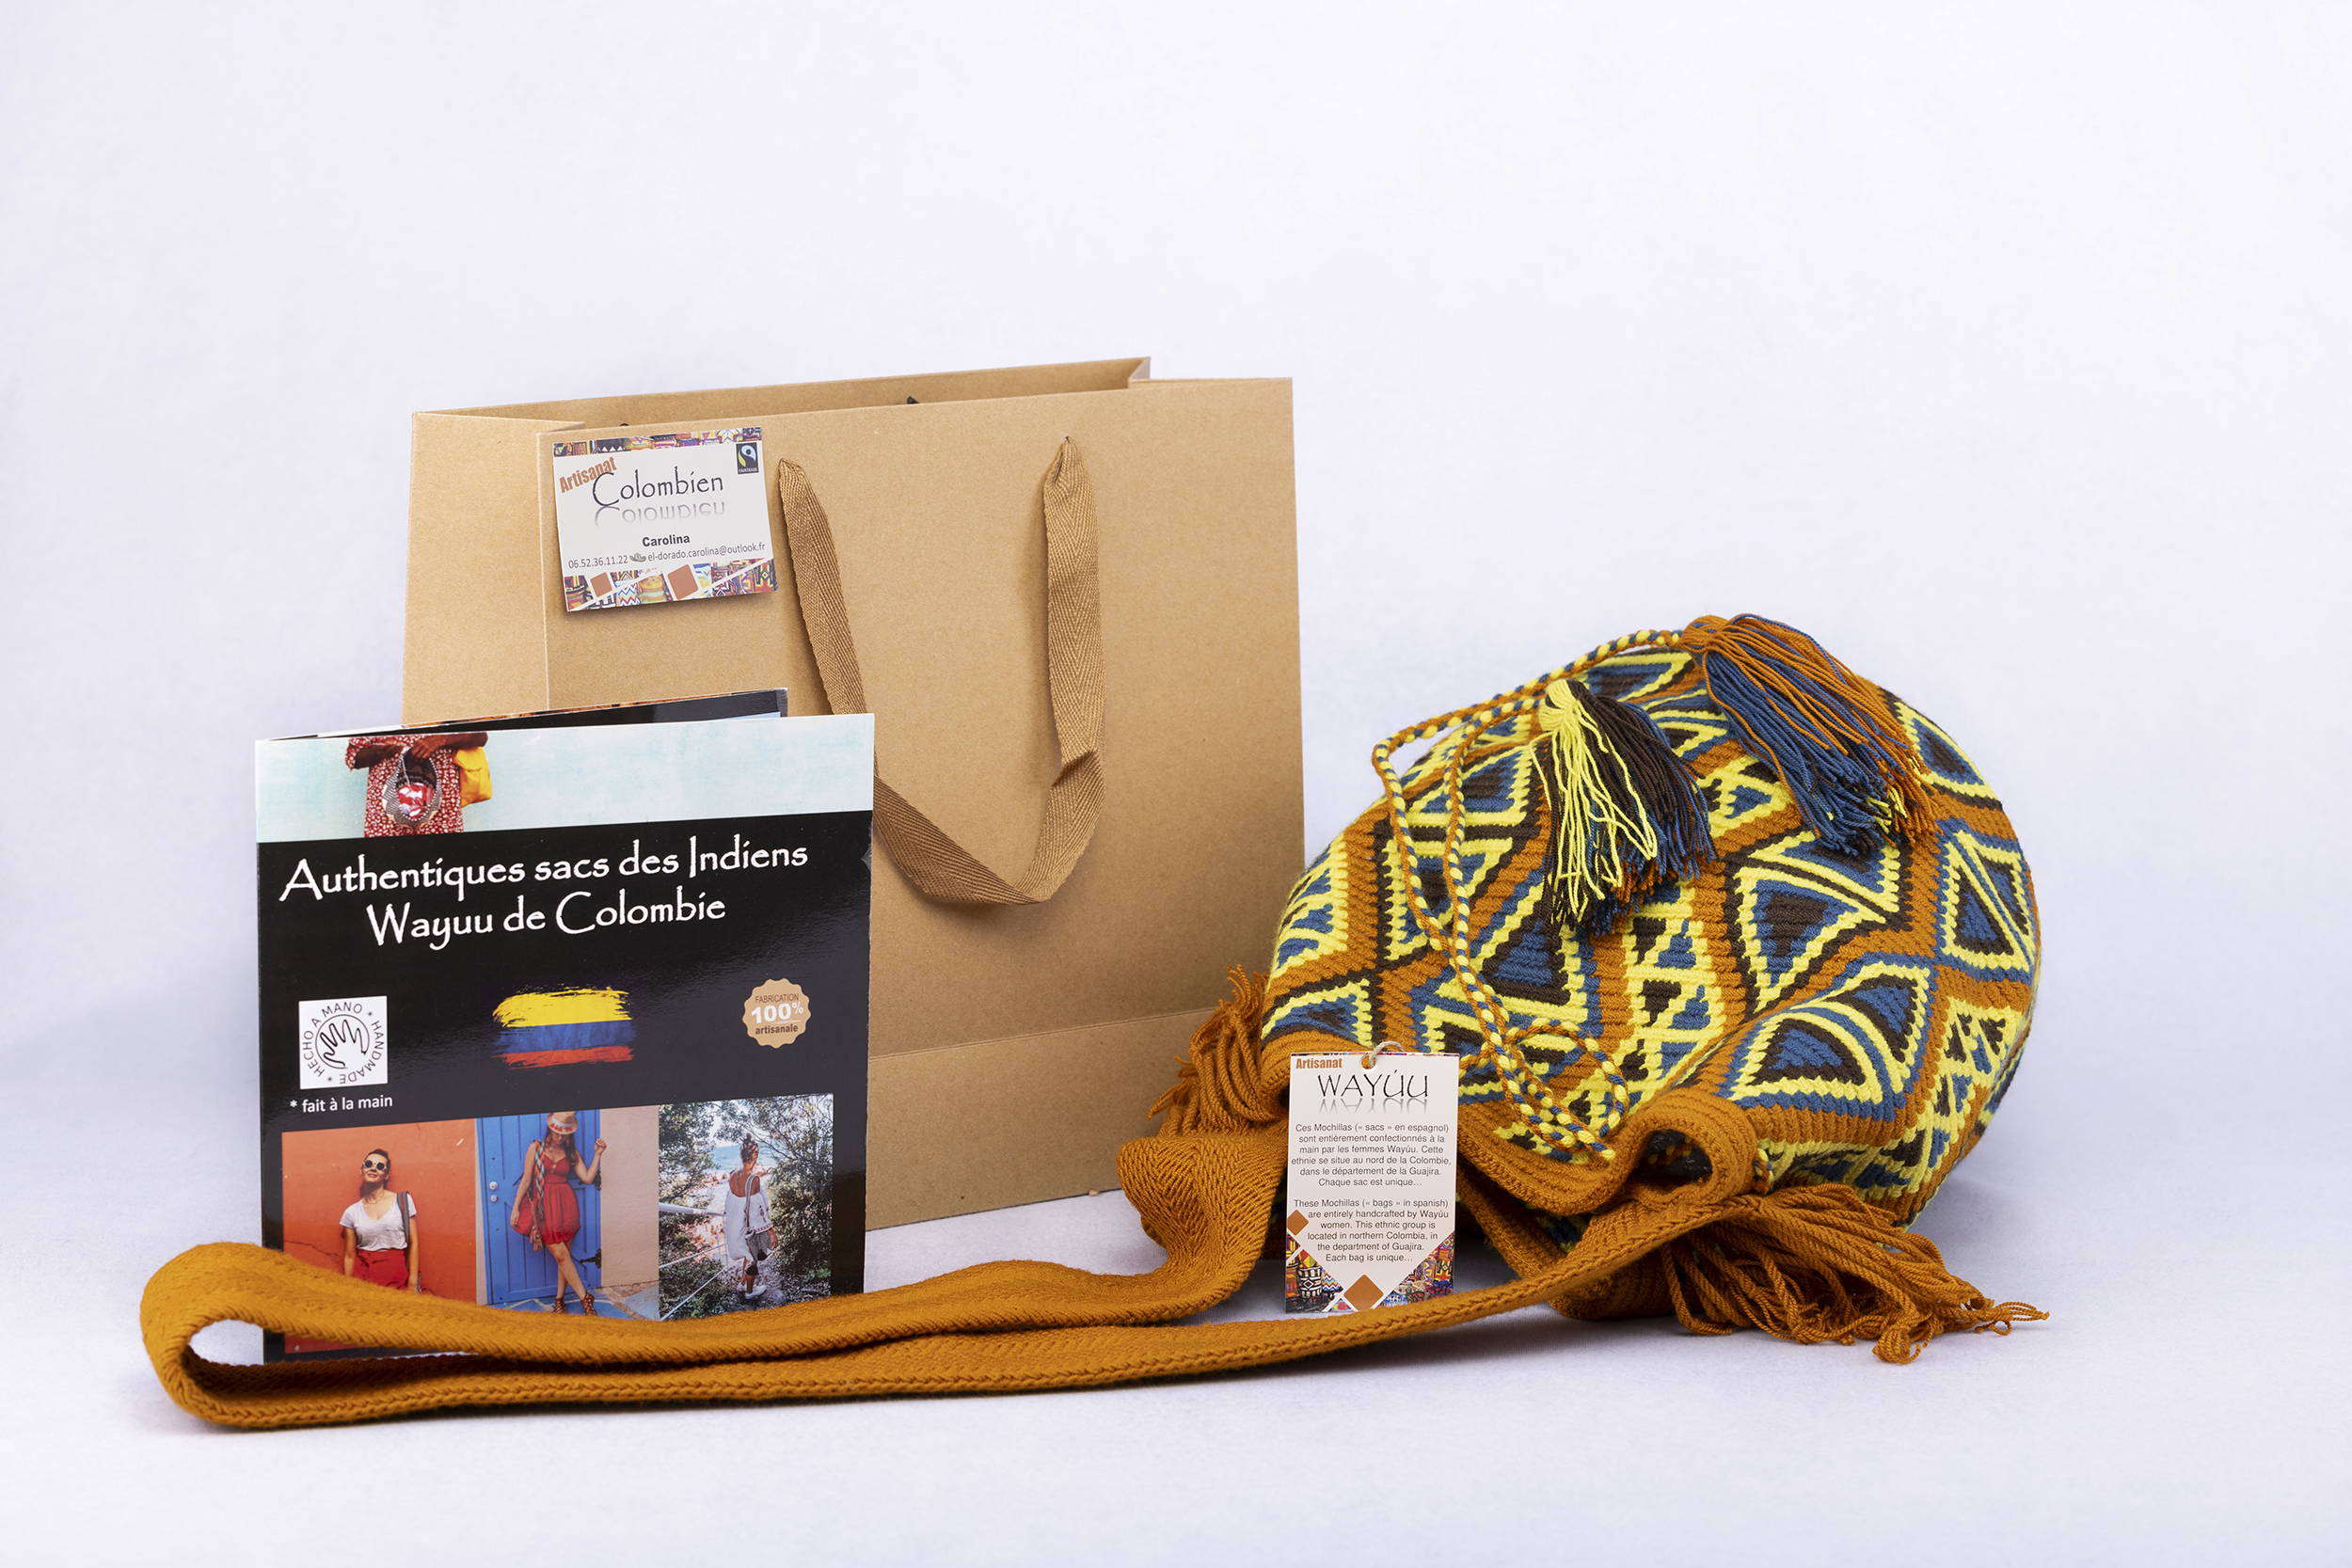 Artisanat
Colombien
FAIRTRADE
Carolina
06.52.36.11.22 el-dorado.carolina@outlook.fr
Authentiques sacs des Indiens
Wayuu de Colombie
HECHO A MANO * HANDMADE *
* fait à la main
FABRICATION
100%
artisanale
Artisanat
WAYÚU
Ces Mochillas (« sacs » en espagnol)
sont entièrement confectionnés à la
main par les femmes Wayúu. Cette
ethnie se situe au nord de la Colombie,
dans le département de la Guajira.
Chaque sac est unique…
These Mochillas (« bags » in spanish)
are entirely handcrafted by Wayúu
women. This ethnic group is
located in northern Colombia, in
the department of Guajira.
Each bag is unique…